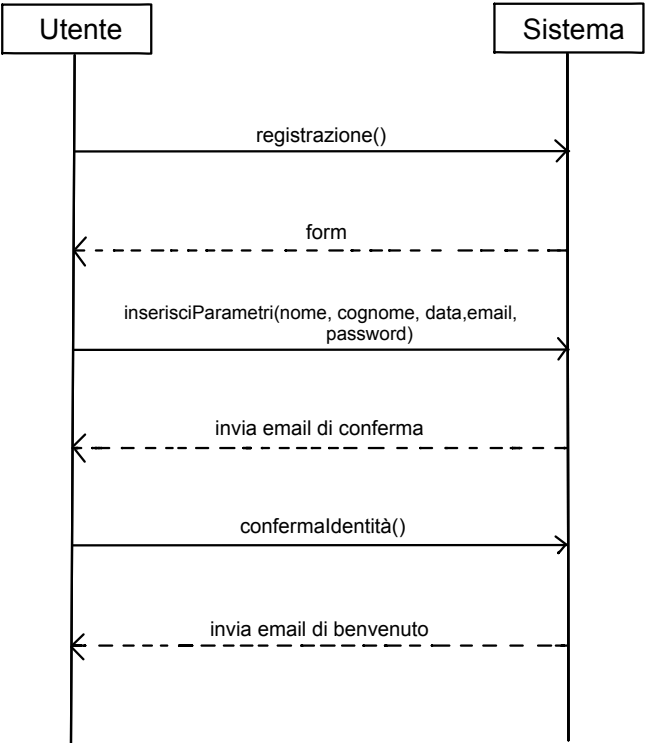 Utente
Sistema
registrazione()
form
inserisciParametri(nome, cognome, data,email,
password)
invia email di conferma
confermaIdentità()
invia email di benvenuto